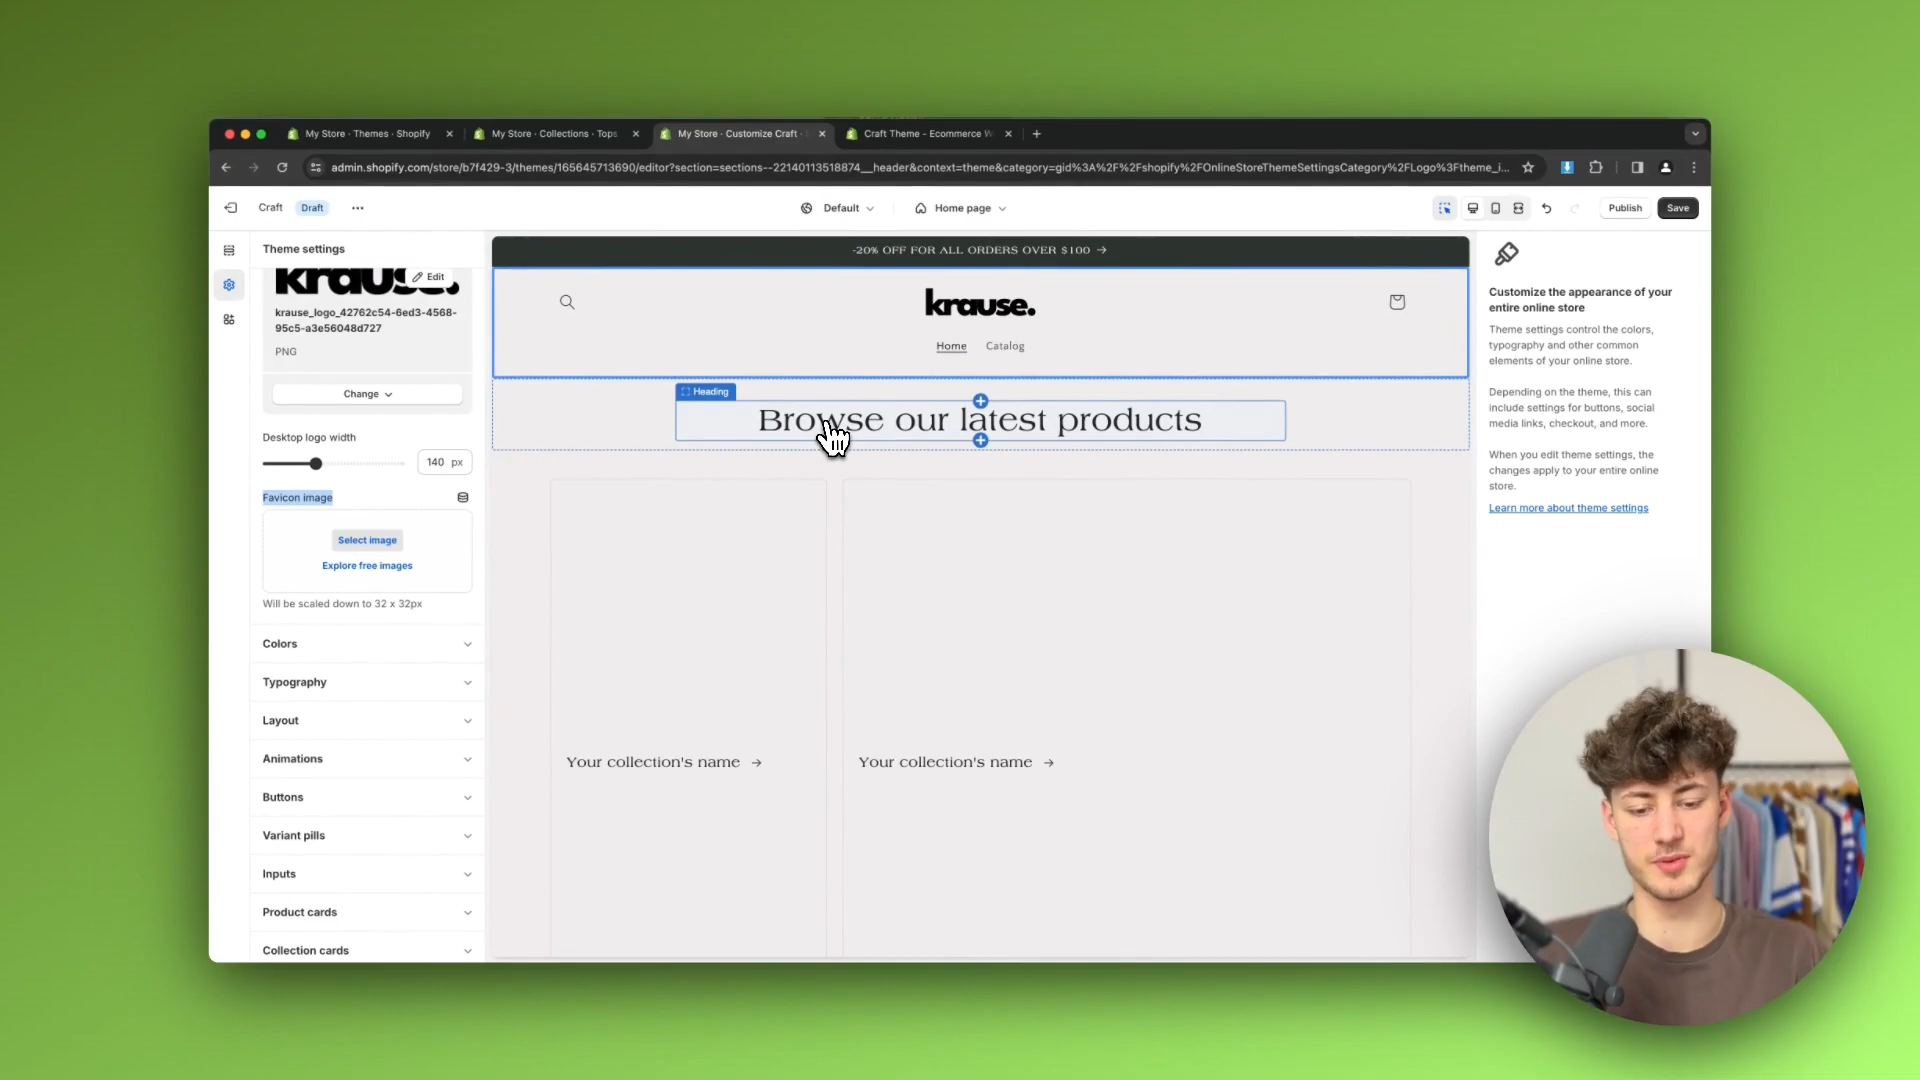 My Store · Themes · Shopify
My Store · Collections · Tops
My Store · Customize Craft ·
Craft Theme - Ecommerce W
admin.shopify.com/store/b7f429-3/themes/165645713690/editor?section=sections--22140113518874__header&context=theme&category=gid%3A%2F%2Fshopify%2FOnlineStoreThemeSettingsCategory%2FLogo%3Ftheme_i...
Craft
Draft
Default
Home page
Publish
Save
Theme settings
krause.
Edit
krause_logo_42762c54-6ed3-4568-
95c5-a3e56048d727
PNG
Change
Desktop logo width
140 px
Favicon image
Select image
Explore free images
Will be scaled down to 32 x 32px
Colors
Typography
Layout
Animations
Buttons
Variant pills
Inputs
Product cards
Collection cards
-20% OFF FOR ALL ORDERS OVER $100 →
krause.
Home Catalog
Heading
Browse our latest products
Your collection's name →
Your collection's name →
Customize the appearance of your
entire online store
Theme settings control the colors,
typography and other common
elements of your online store.
Depending on the theme, this can
include settings for buttons, social
media links, checkout, and more.
When you edit theme settings, the
changes apply to your entire online
store.
Learn more about theme settings